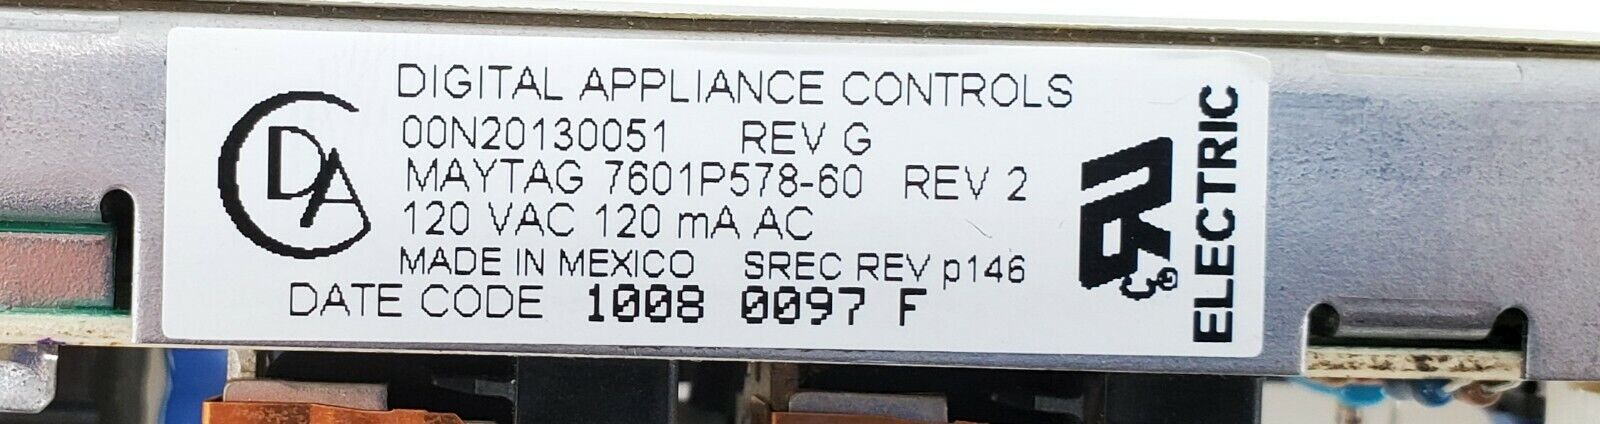 DIGITAL APPLIANCE CONTROLS
00N20130051 REV G
MAYTAG 7601P578-60 REV 2
120 VAC 120 mA AC
MADE IN MEXICO SREC REV p146
DATE CODE 1008 0097 F
DA
ELECTRIC